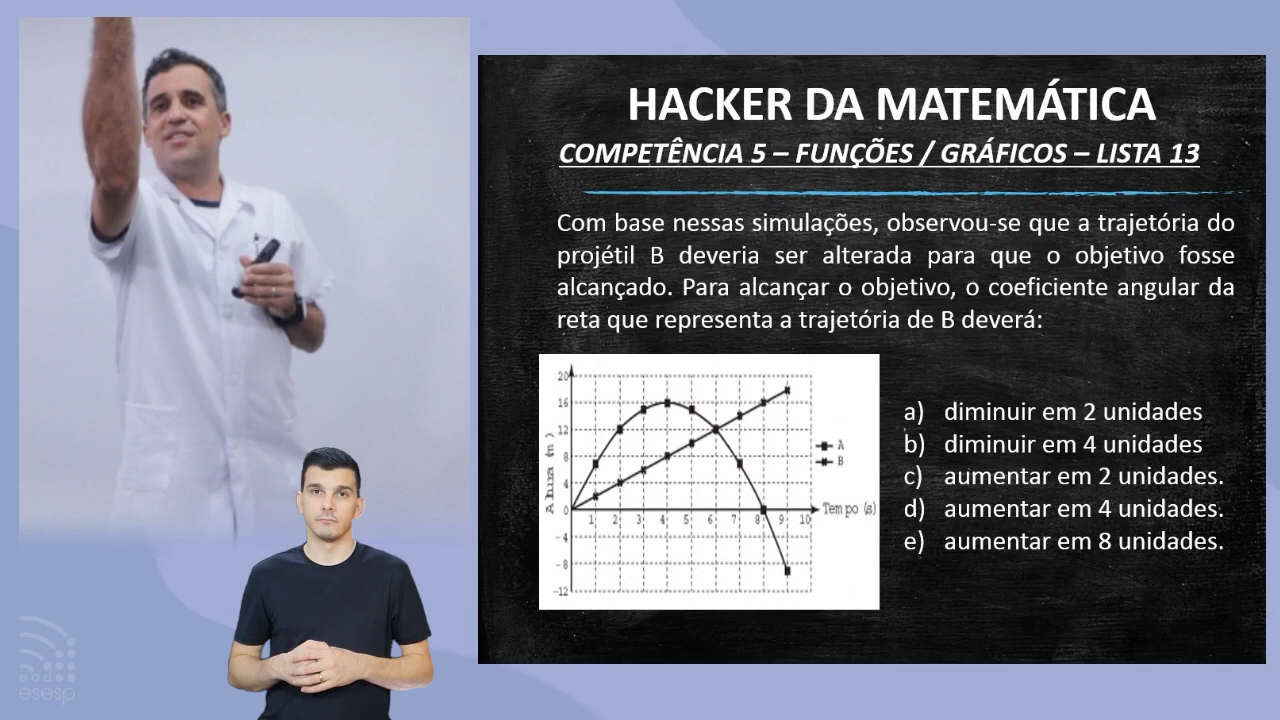 HACKER DA MATEMÁTICA
COMPETÊNCIA 5 – FUNÇÕES / GRÁFICOS – LISTA 13
Com base nessas simulações, observou-se que a trajetória do
projétil B deveria ser alterada para que o objetivo fosse
alcançado. Para alcançar o objetivo, o coeficiente angular da
reta que representa a trajetória de B deverá:
20
16
12
8
4
0
-4
-8
-12
Altura (m)
1 2 3 4 5 6 7 8 9 10
Tempo (s)
A
B
a) diminuir em 2 unidades
b) diminuir em 4 unidades
c) aumentar em 2 unidades.
d) aumentar em 4 unidades.
e) aumentar em 8 unidades.
ead
esesp